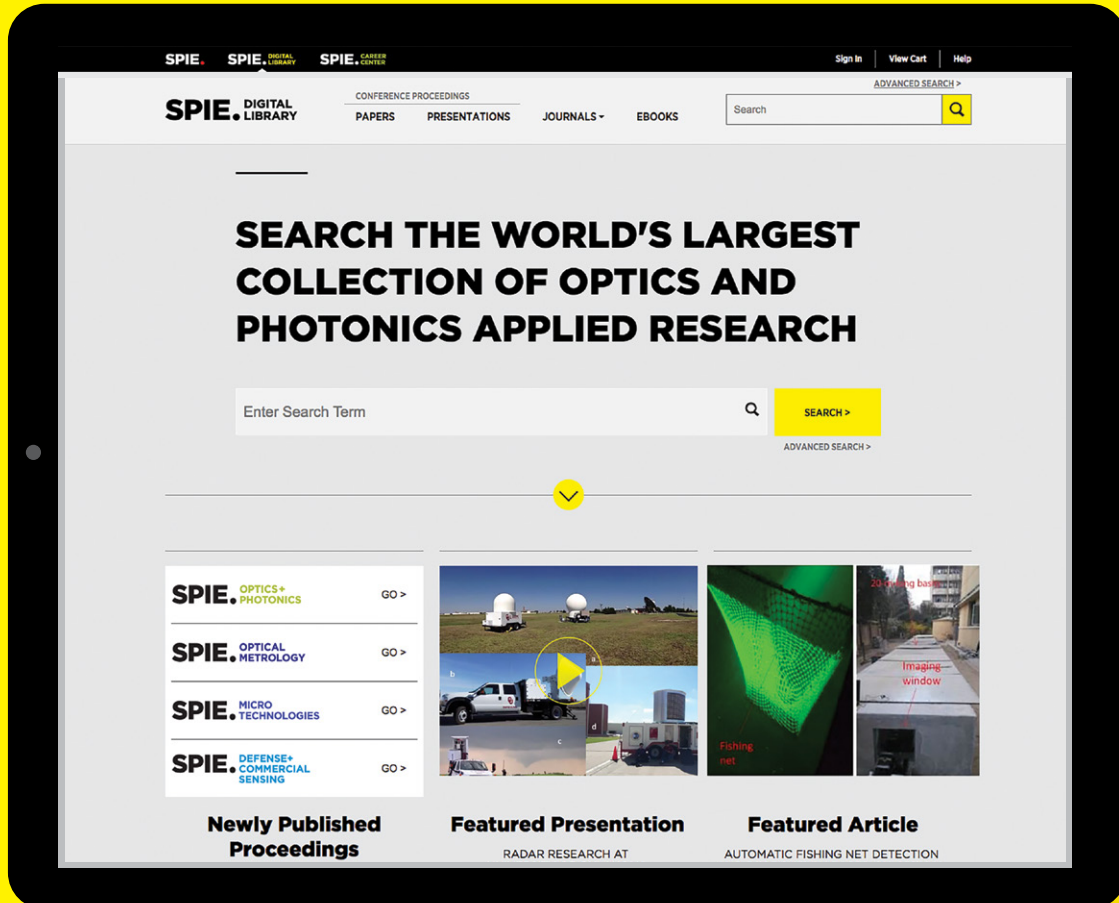 SPIE. SPIE. DIGITAL LIBRARY SPIE. CAREER CENTER Sign In View Cart Help
ADVANCED SEARCH >
SPIE. DIGITAL LIBRARY
CONFERENCE PROCEEDINGS
PAPERS PRESENTATIONS JOURNALS EBOOKS
Search
SEARCH THE WORLD'S LARGEST
COLLECTION OF OPTICS AND
PHOTONICS APPLIED RESEARCH
Enter Search Term
SEARCH >
ADVANCED SEARCH >
SPIE. OPTICS+ PHOTONICS GO >
SPIE. OPTICAL METROLOGY GO >
SPIE. MICRO TECHNOLOGIES GO >
SPIE. DEFENSE+ COMMERCIAL SENSING GO >
a
b
c
d
Fishing
net
Imaging
window
Newly Published
Proceedings
Featured Presentation
RADAR RESEARCH AT
Featured Article
AUTOMATIC FISHING NET DETECTION